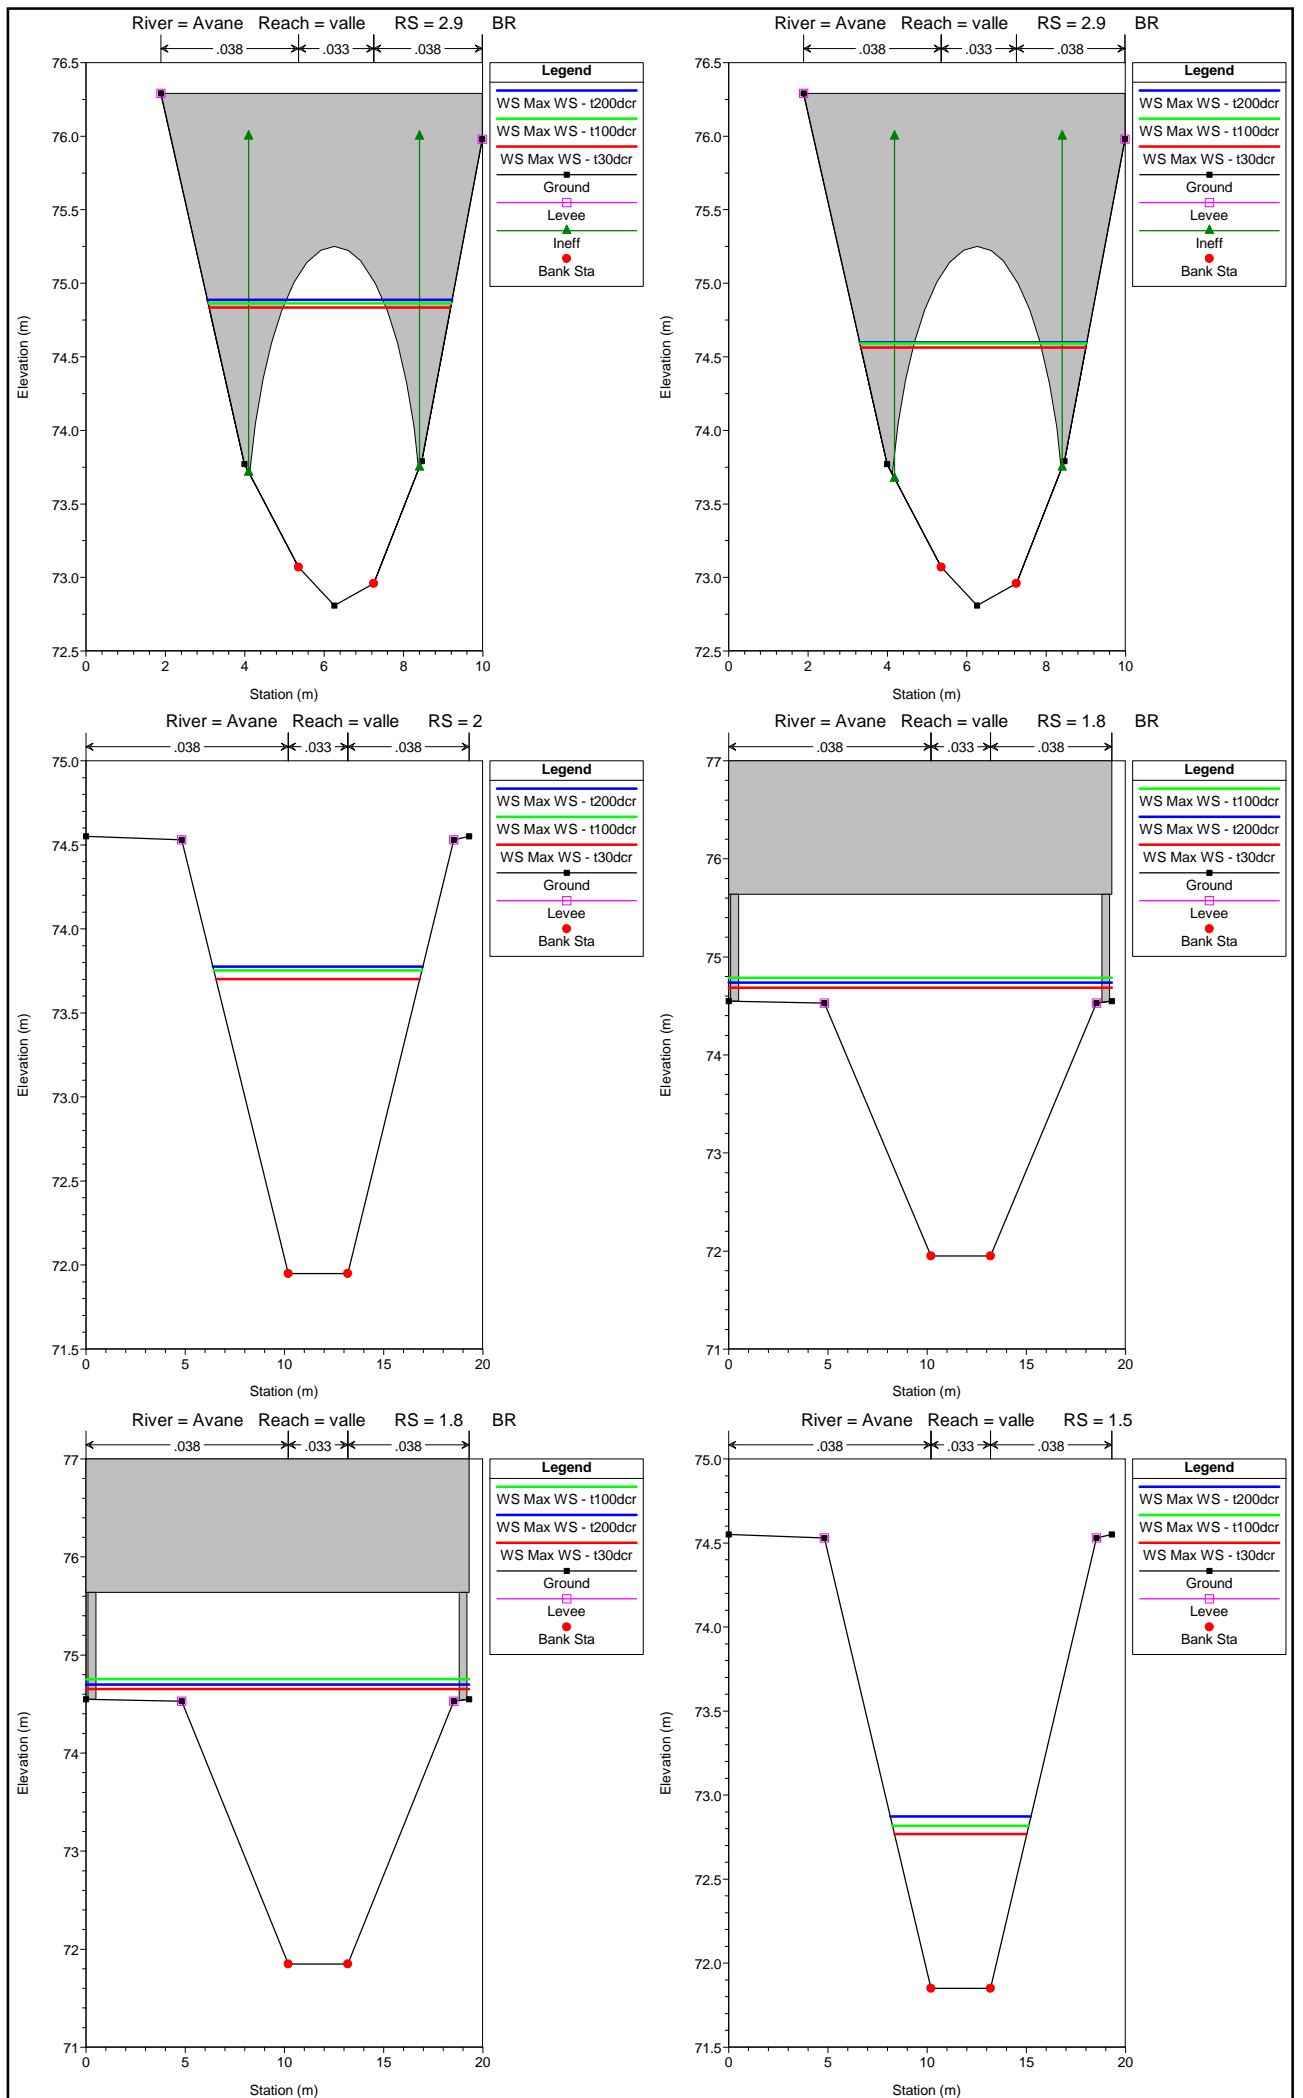 River = Avane Reach = valle RS = 2.9 BR
.038 .033 .038
76.5
76.0
75.5
75.0
74.5
74.0
73.5
73.0
72.5
0 2 4 6 8 10
Station (m)
Elevation (m)
Legend
WS Max WS - t200dcr
WS Max WS - t100dcr
WS Max WS - t30dcr
Ground
Levee
Ineff
Bank Sta
River = Avane Reach = valle RS = 2.9 BR
.038 .033 .038
76.5
76.0
75.5
75.0
74.5
74.0
73.5
73.0
72.5
0 2 4 6 8 10
Station (m)
Elevation (m)
Legend
WS Max WS - t200dcr
WS Max WS - t100dcr
WS Max WS - t30dcr
Ground
Levee
Ineff
Bank Sta
River = Avane Reach = valle RS = 2
.038 .033 .038
75.0
74.5
74.0
73.5
73.0
72.5
72.0
71.5
0 5 10 15 20
Station (m)
Elevation (m)
Legend
WS Max WS - t200dcr
WS Max WS - t100dcr
WS Max WS - t30dcr
Ground
Levee
Bank Sta
River = Avane Reach = valle RS = 1.8 BR
.038 .033 .038
77
76
75
74
73
72
71
0 5 10 15 20
Station (m)
Elevation (m)
Legend
WS Max WS - t100dcr
WS Max WS - t200dcr
WS Max WS - t30dcr
Ground
Levee
Bank Sta
River = Avane Reach = valle RS = 1.8 BR
.038 .033 .038
77
76
75
74
73
72
71
0 5 10 15 20
Station (m)
Elevation (m)
Legend
WS Max WS - t100dcr
WS Max WS - t200dcr
WS Max WS - t30dcr
Ground
Levee
Bank Sta
River = Avane Reach = valle RS = 1.5
.038 .033 .038
75.0
74.5
74.0
73.5
73.0
72.5
72.0
71.5
0 5 10 15 20
Station (m)
Elevation (m)
Legend
WS Max WS - t200dcr
WS Max WS - t100dcr
WS Max WS - t30dcr
Ground
Levee
Bank Sta